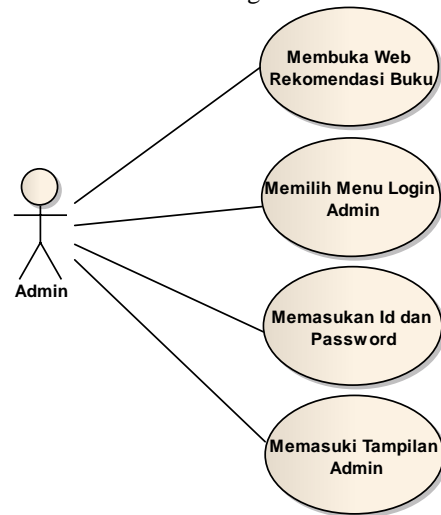 Membuka Web
Rekomendasi Buku
Memilih Menu Login
Admin
Admin
Memasukan Id dan
Password
Memasuki Tampilan
Admin